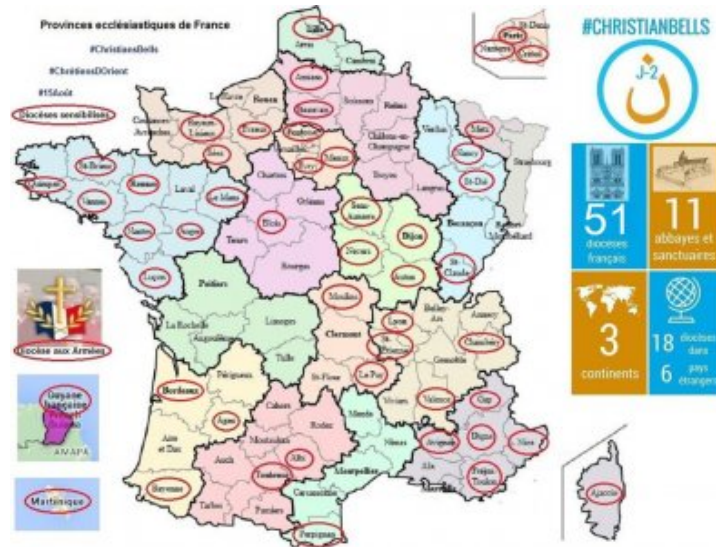 Provinces ecclésiastiques de France
#ChristiansBells
#ChrétiensDOrient
#15Août
Diocèses sensibilisés
Lille
Arras
Cambrai
St-Denis
Paris
Nanterre
Créteil
Amiens
Rouen
Beauvais
Soissons
Reims
Coutances
Avranches
Bayeux
Lisieux
Evreux
Pontoise
Séez
Versailles
Evry
Meaux
Châlons-en-
Champagne
Troyes
Langres
Verdun
Metz
Nancy
St-Dié
Strasbourg
Quimper
St-Brieuc
Rennes
Vannes
Laval
Le Mans
Nantes
Angers
Luçon
Chartres
Orléans
Blois
Tours
Bourges
Sens-
Auxerre
Dijon
Nevers
Autun
Besançon
Montbéliard
St-
Claude
Poitiers
La Rochelle
Angoulême
Limoges
Tulle
Moulins
Clermont
St-Flour
Le Puy
Lyon
St-
Etienne
Belley-
Ars
Annecy
Chambéry
Grenoble
Viviers
Valence
Bordeaux
Périgueux
Agen
Aire
et Dax
Bayonne
Cahors
Rodez
Montauban
Albi
Auch
Toulouse
Tarbes
Pamiers
Mende
Nîmes
Montpellier
Carcassonne
Perpignan
Gap
Avignon
Digne
Nice
Aix
Marseille
Fréjus
Toulon
Ajaccio
Diocèse aux Armées
Guyane
française
AMAPÁ
Martinique
#CHRISTIANBELLS
J-2
ن
51
diocèses
français
11
abbayes et
sanctuaires
3
continents
18 diocèses
dans
6 pays
étrangers